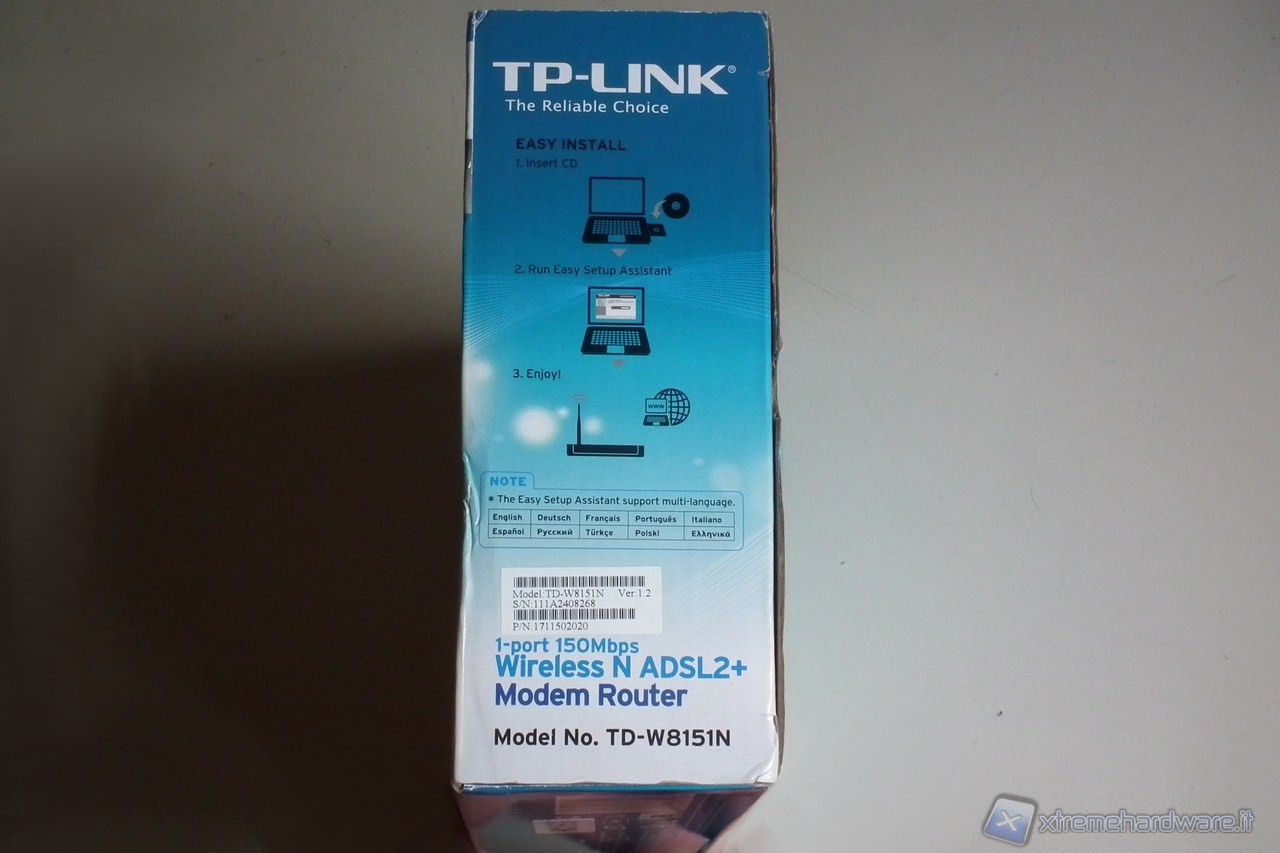 TP-LINK®
The Reliable Choice
EASY INSTALL
1. Insert CD
2. Run Easy Setup Assistant
TP-LINK
3. Enjoy!
www
NOTE
* The Easy Setup Assistant support multi-language.
English Deutsch Français Português Italiano
Español Русский Türkçe Polski Ελληνικά
Model:TD-W8151N Ver:1.2
S/N:111A2408268
P/N:1711502020
1-port 150Mbps
Wireless N ADSL2+
Modem Router
Model No. TD-W8151N
xtremehardware.it